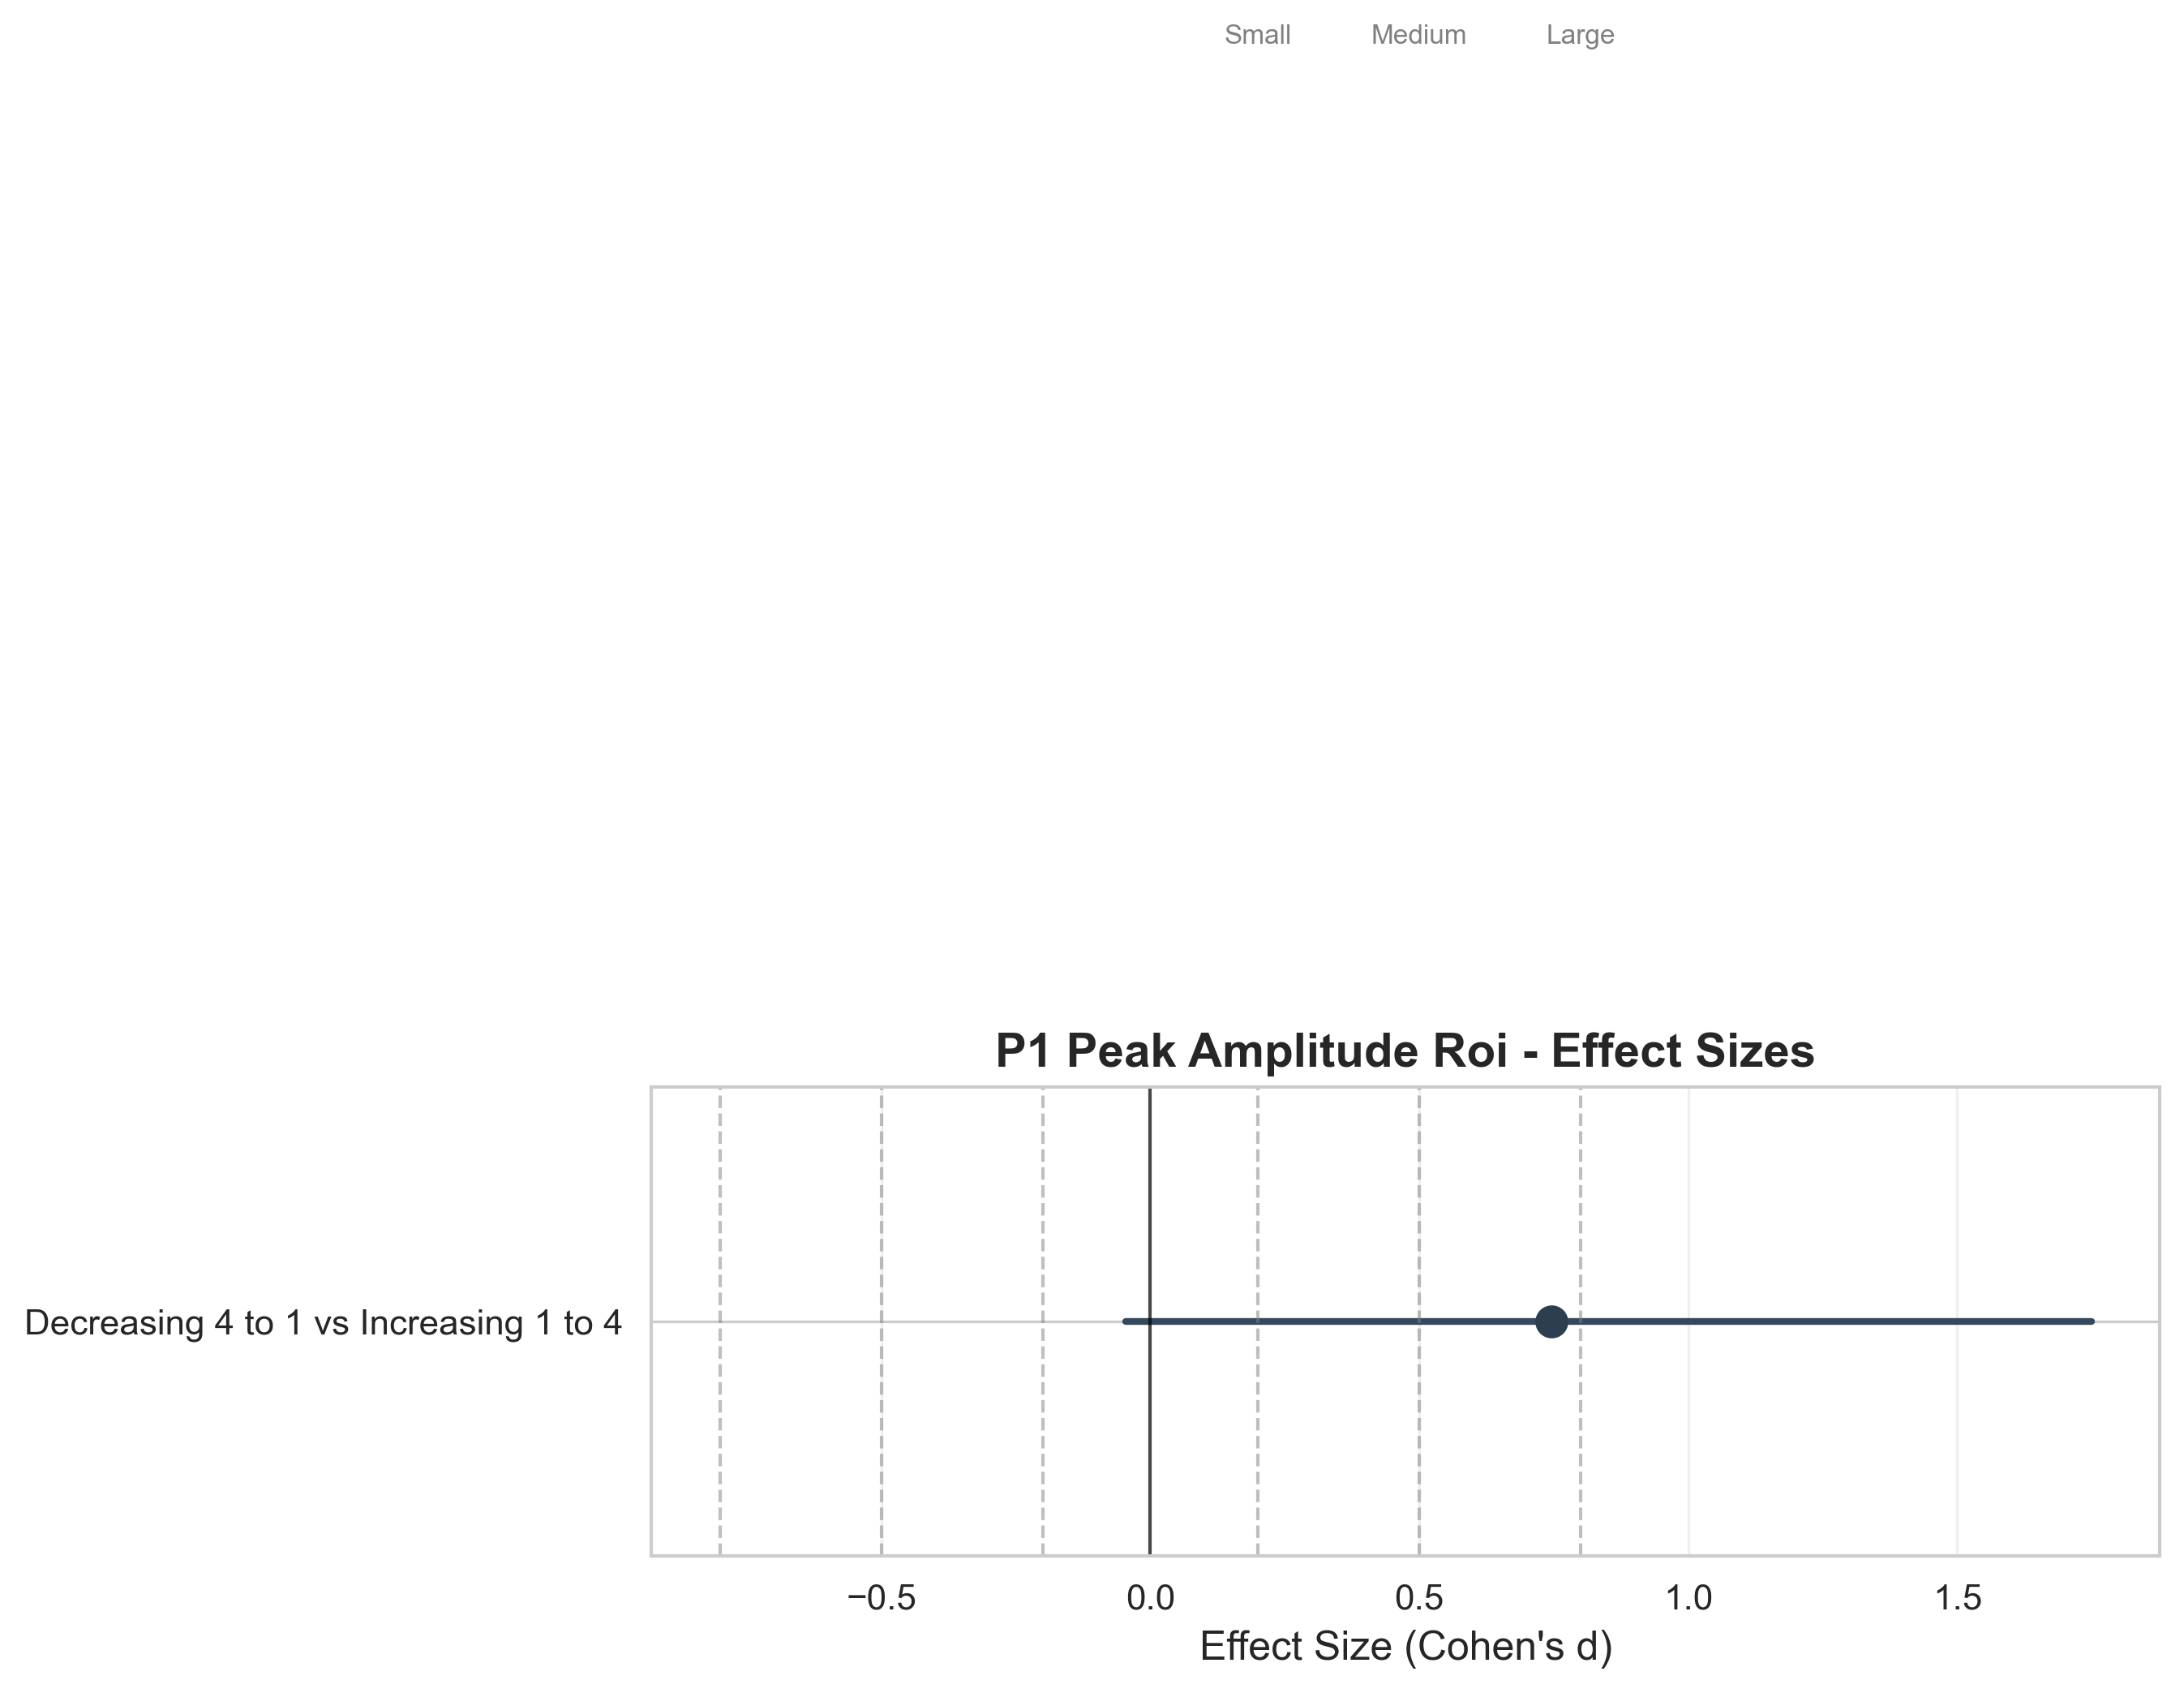 Small Medium Large
P1 Peak Amplitude Roi - Effect Sizes
Decreasing 4 to 1 vs Increasing 1 to 4
−0.5 0.0 0.5 1.0 1.5
Effect Size (Cohen's d)